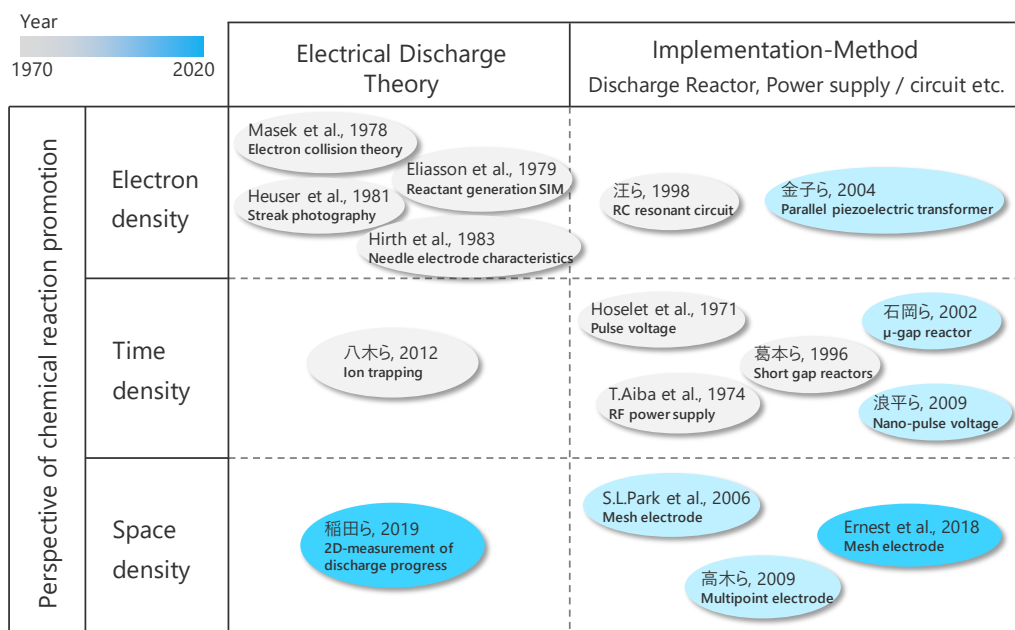 Year
1970
2020
Electrical Discharge
Theory
Implementation-Method
Discharge Reactor, Power supply / circuit etc.
Perspective of chemical reaction promotion
Electron
density
Masek et al., 1978
Electron collision theory
Eliasson et al., 1979
Reactant generation SIM
Heuser et al., 1981
Streak photography
Hirth et al., 1983
Needle electrode characteristics
汪ら, 1998
RC resonant circuit
金子ら, 2004
Parallel piezoelectric transformer
Time
density
八木ら, 2012
Ion trapping
Hoselet et al., 1971
Pulse voltage
石岡ら, 2002
μ-gap reactor
葛本ら, 1996
Short gap reactors
T.Aiba et al., 1974
RF power supply
浪平ら, 2009
Nano-pulse voltage
Space
density
稲田ら, 2019
2D-measurement of
discharge progress
S.L.Park et al., 2006
Mesh electrode
Ernest et al., 2018
Mesh electrode
高木ら, 2009
Multipoint electrode